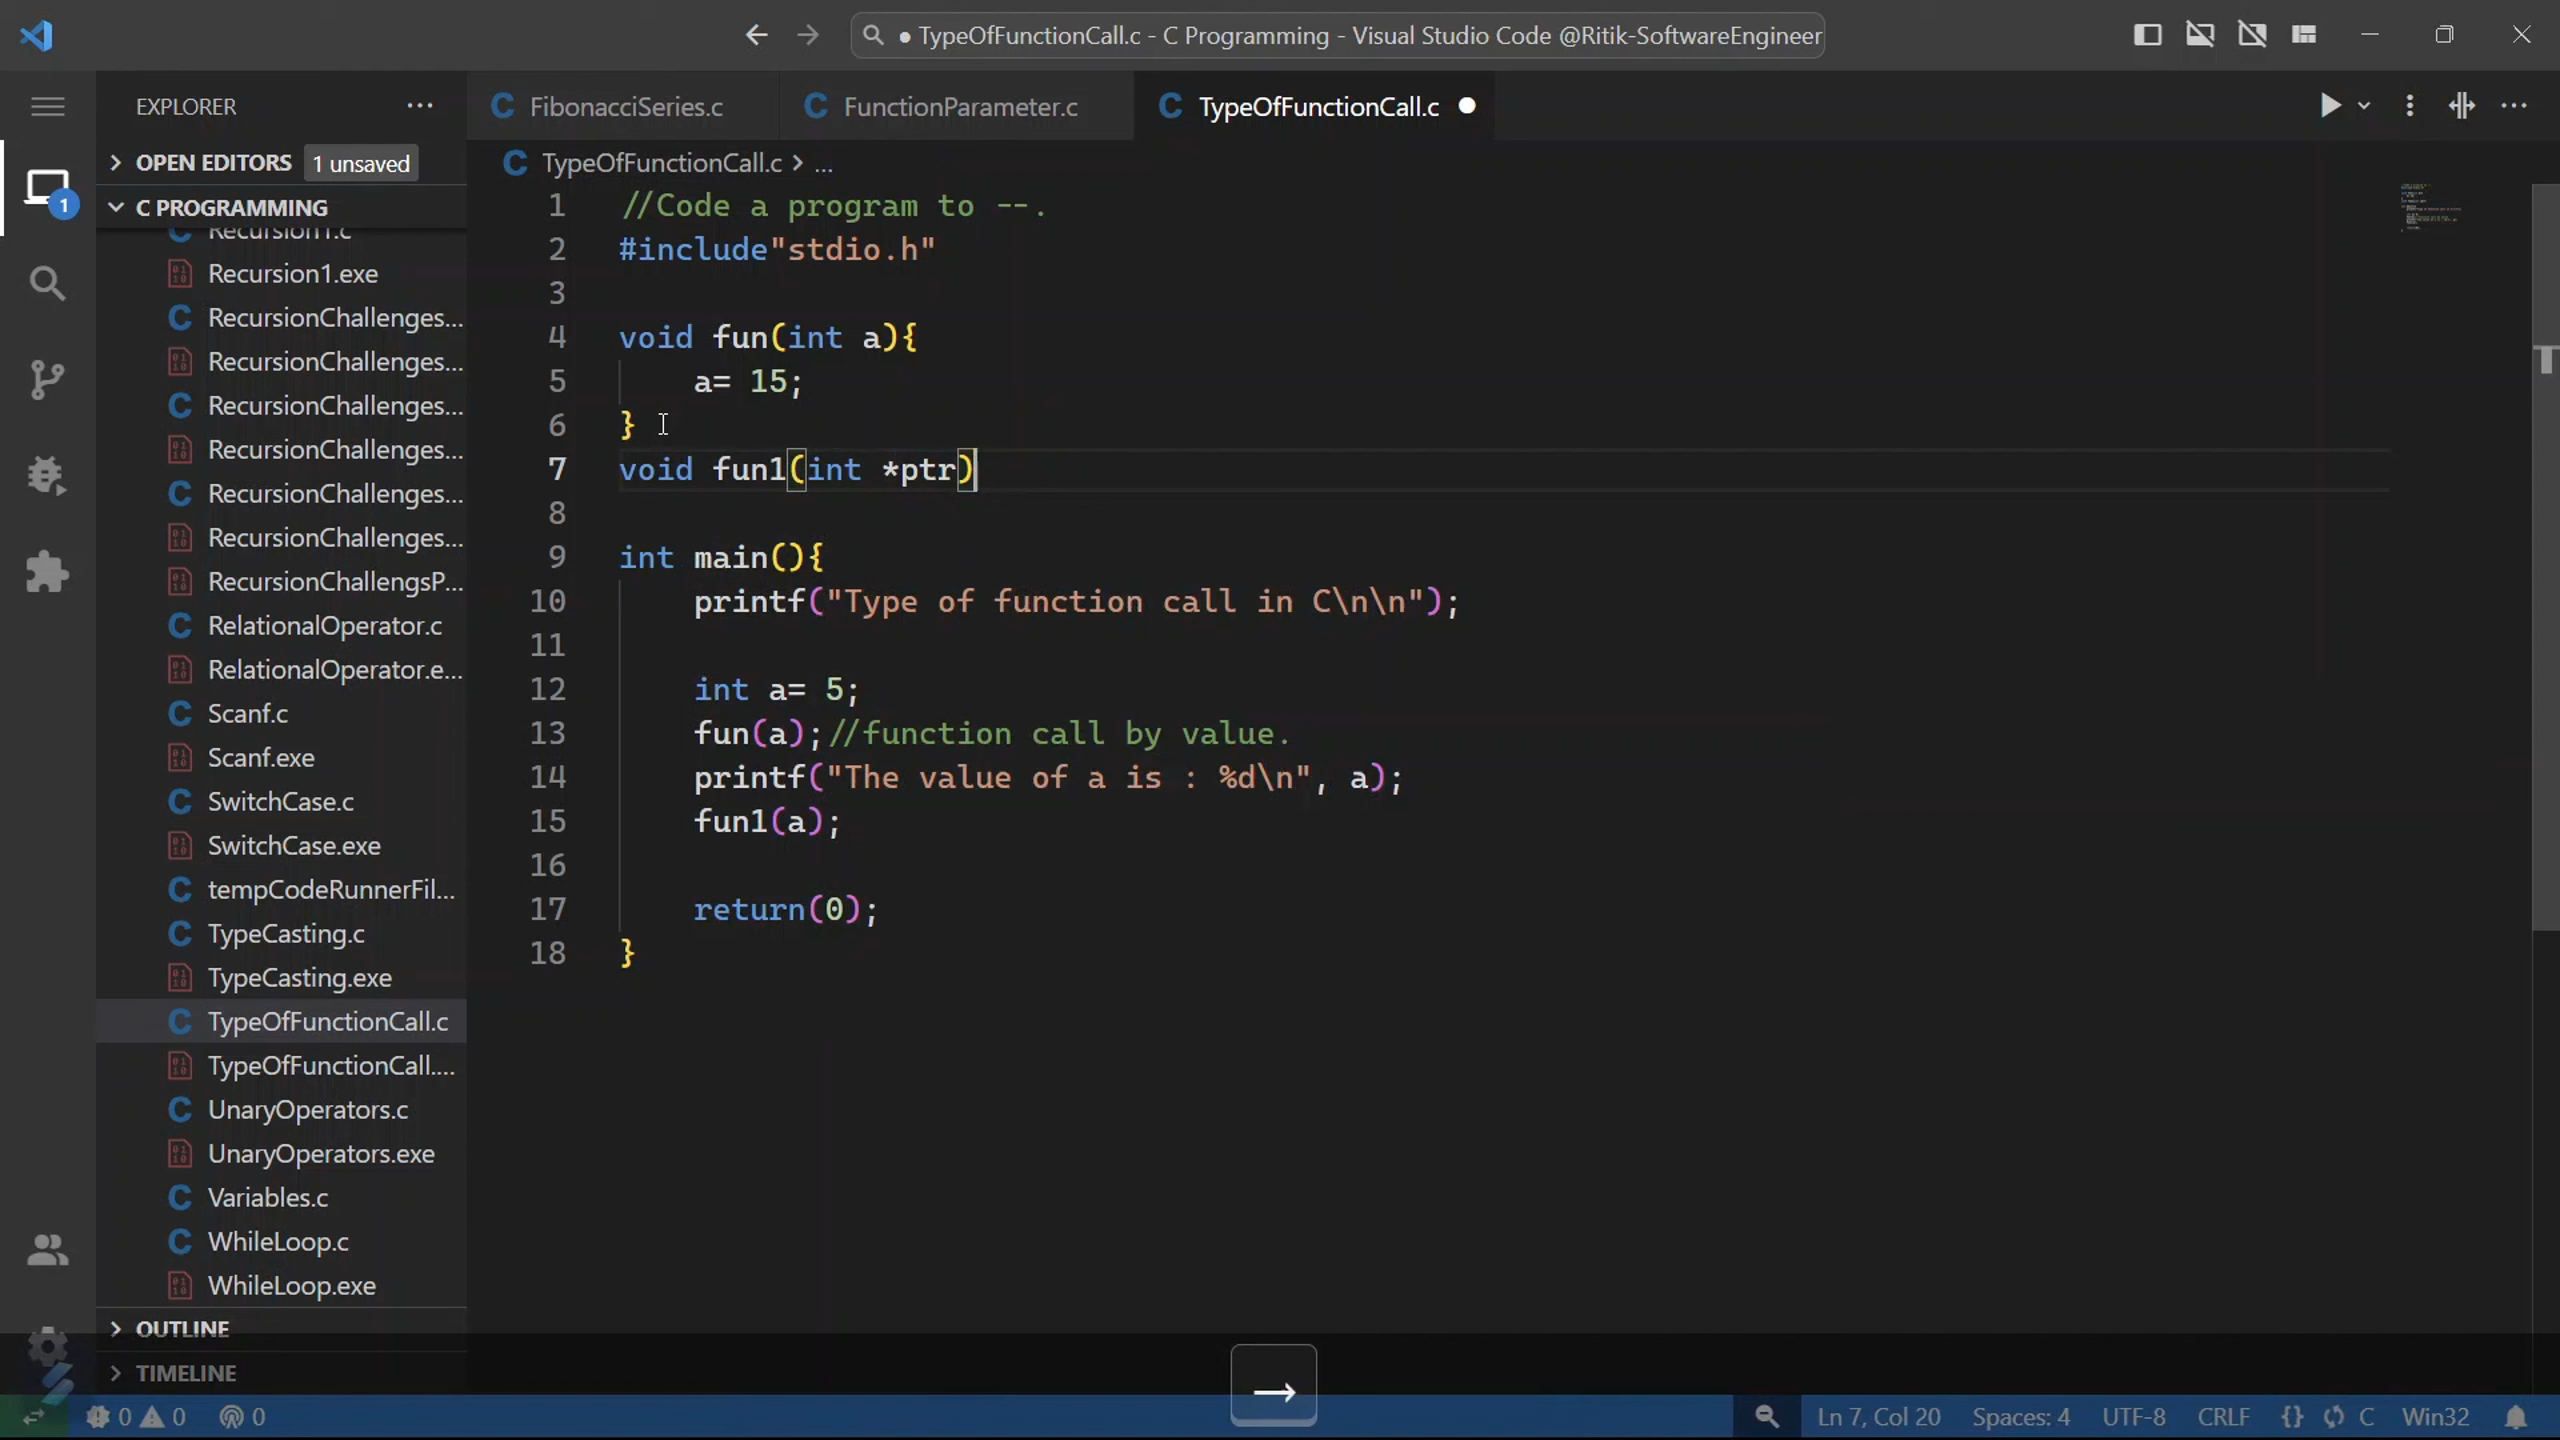 ● TypeOfFunctionCall.c - C Programming - Visual Studio Code @Ritik-SoftwareEngineer
EXPLORER
FibonacciSeries.c
FunctionParameter.c
TypeOfFunctionCall.c
OPEN EDITORS 1 unsaved
TypeOfFunctionCall.c > ...
1
C PROGRAMMING
Recursion1.c
Recursion1.exe
RecursionChallenges...
RecursionChallenges...
RecursionChallenges...
RecursionChallenges...
RecursionChallenges...
RecursionChallenges...
RecursionChallengsP...
RelationalOperator.c
RelationalOperator.e...
Scanf.c
Scanf.exe
SwitchCase.c
SwitchCase.exe
tempCodeRunnerFil...
TypeCasting.c
TypeCasting.exe
TypeOfFunctionCall.c
TypeOfFunctionCall....
UnaryOperators.c
UnaryOperators.exe
Variables.c
WhileLoop.c
WhileLoop.exe
OUTLINE
TIMELINE
1 //Code a program to --.
2 #include"stdio.h"
3
4 void fun(int a){
5 a= 15;
6 }
7 void fun1(int *ptr)
8
9 int main(){
10 printf("Type of function call in C\n\n");
11
12 int a= 5;
13 fun(a);//function call by value.
14 printf("The value of a is : %d\n", a);
15 fun1(a);
16
17 return(0);
18 }
→
0 0 0
Ln 7, Col 20 Spaces: 4 UTF-8 CRLF {} C Win32